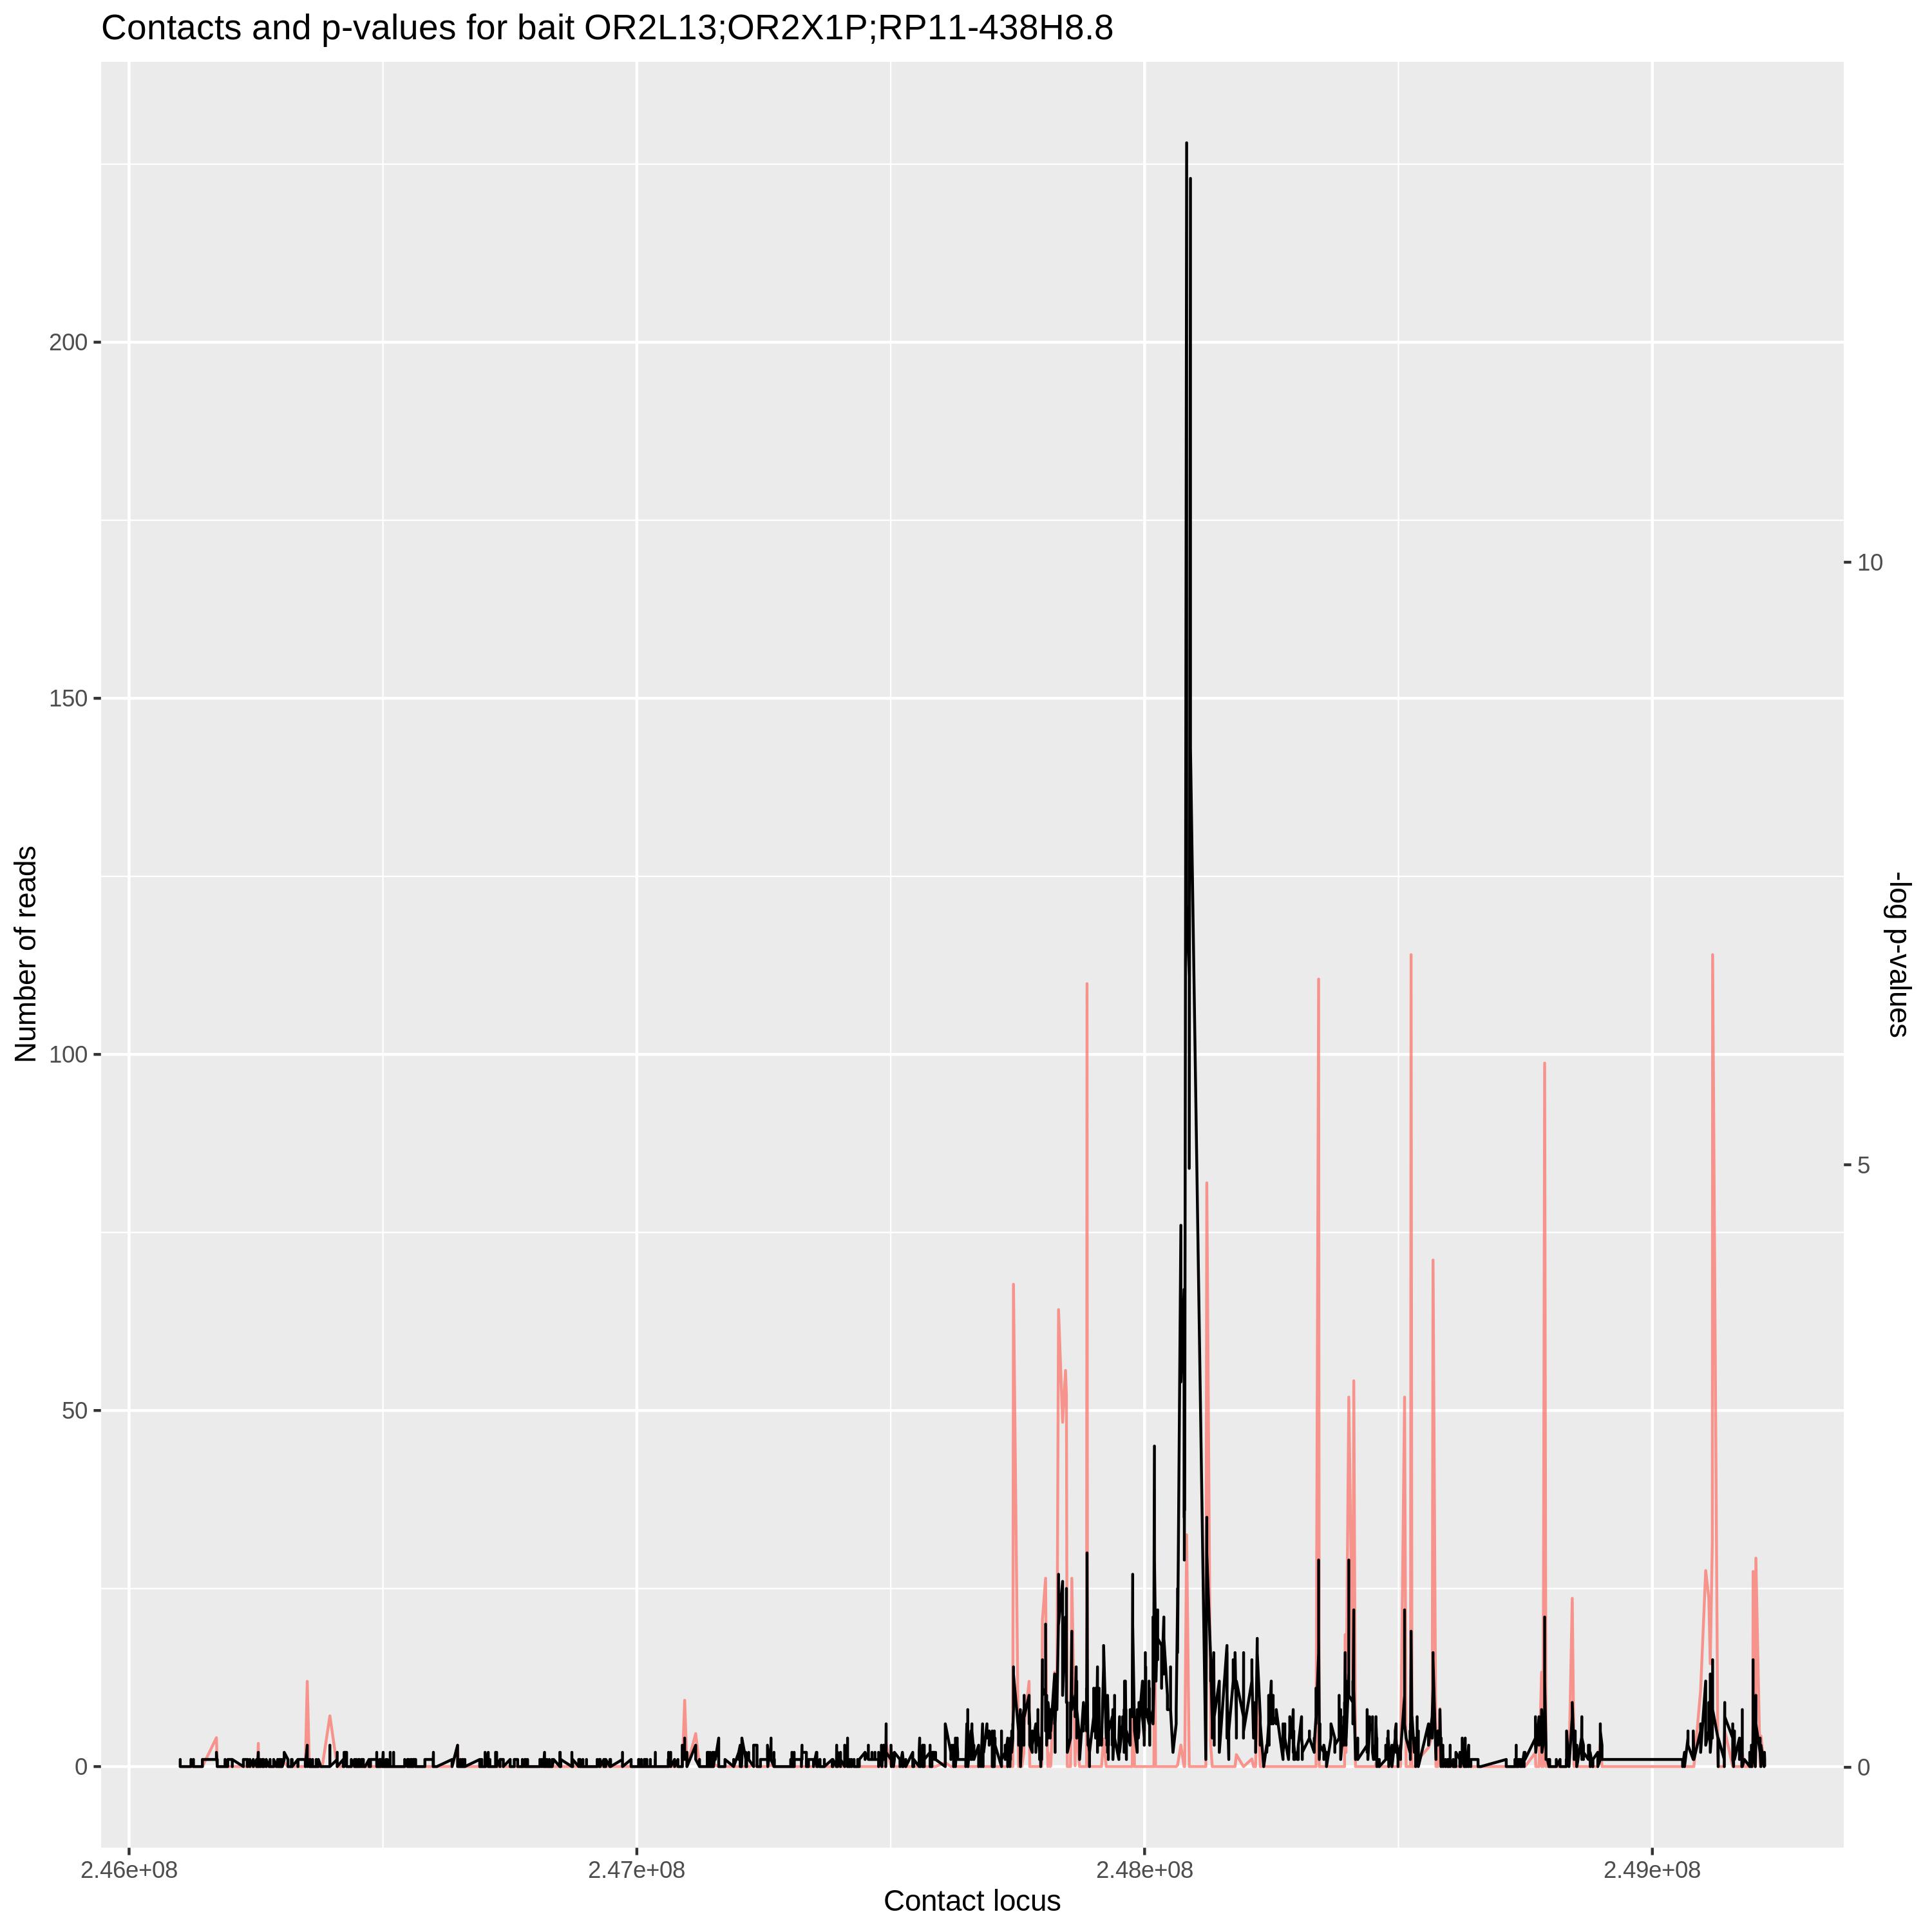 Contacts and p-values for bait OR2L13;OR2X1P;RP11-438H8.8
200
150
100
50
0
Number of reads
10
5
0
-log p-values
2.46e+08
2.47e+08
2.48e+08
2.49e+08
Contact locus